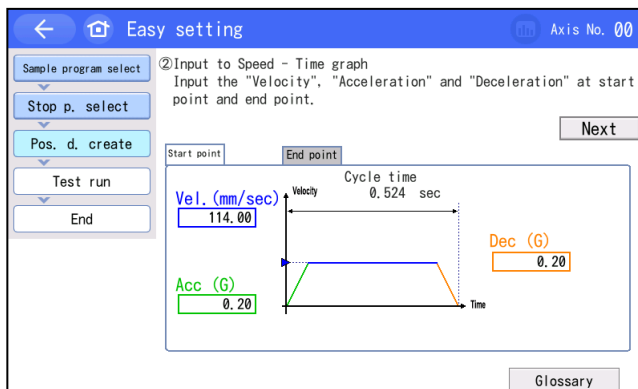 Easy setting
Axis No. 00
Sample program select
Stop p. select
Pos. d. create
Test run
End
②Input to Speed - Time graph
Input the "Velocity", "Acceleration" and "Deceleration" at start
point and end point.
Next
Start point
End point
Cycle time
0.524 sec
Vel.(mm/sec)
114.00
Velocity
Dec (G)
0.20
Acc (G)
0.20
Time
Glossary